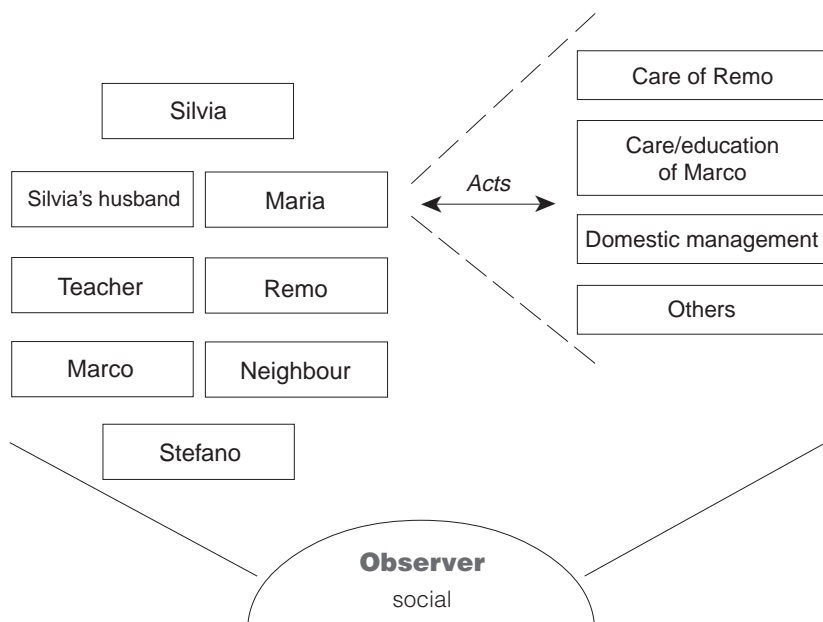 Silvia
Silvia's husband
Maria
Teacher
Remo
Marco
Neighbour
Stefano
Acts
Care of Remo
Care/education
of Marco
Domestic management
Others
Observer
social